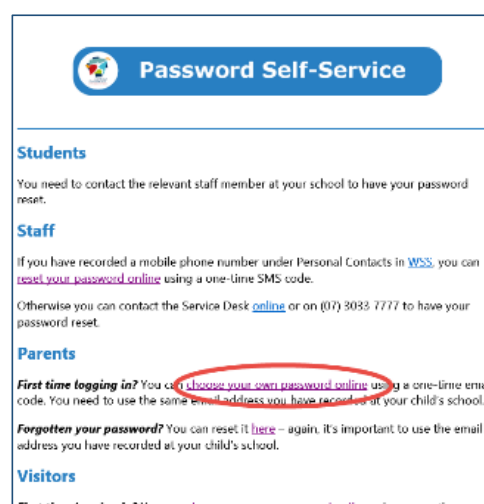 Password Self-Service
Students
You need to contact the relevant staff member at your school to have your password
reset.
Staff
If you have recorded a mobile phone number under Personal Contacts in WSS, you can
reset your password online using a one-time SMS code.
Otherwise you can contact the Service Desk online or on (07) 3033 7777 to have your
password reset.
Parents
First time logging in? You can choose your own password online using a one-time ema
code. You need to use the same email address you have recorded at your child's school.
Forgotten your password? You can reset it here – again, it's important to use the email
address you have recorded at your child's school.
Visitors